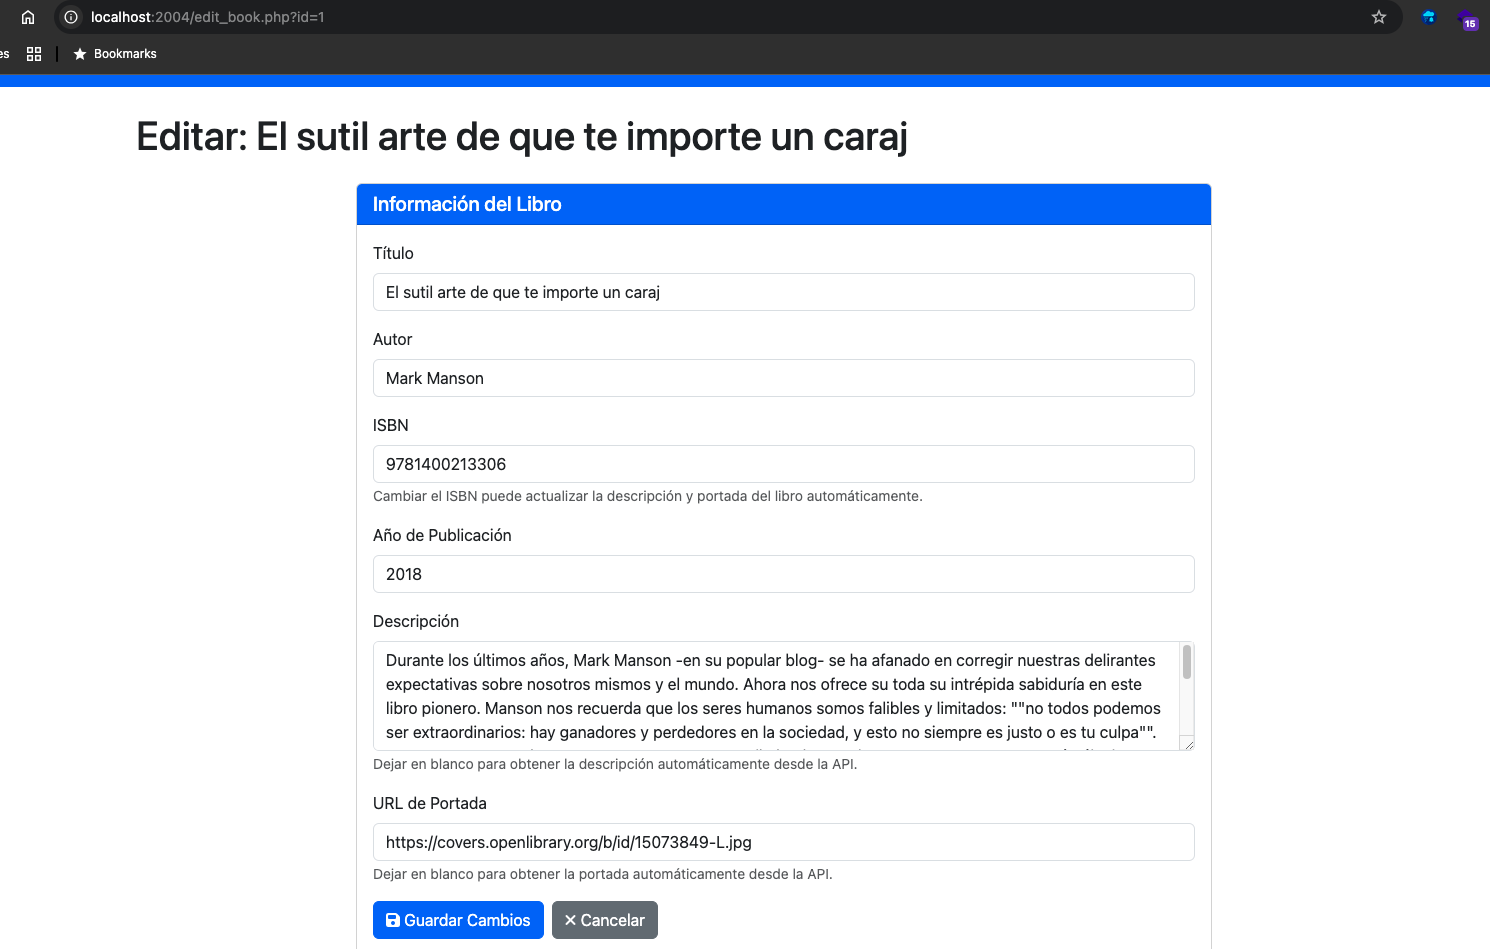 localhost:2004/edit_book.php?id=1
15
es
Bookmarks
Editar: El sutil arte de que te importe un caraj
Información del Libro
Título
El sutil arte de que te importe un caraj
Autor
Mark Manson
ISBN
9781400213306
Cambiar el ISBN puede actualizar la descripción y portada del libro automáticamente.
Año de Publicación
2018
Descripción
Durante los últimos años, Mark Manson -en su popular blog- se ha afanado en corregir nuestras delirantes
expectativas sobre nosotros mismos y el mundo. Ahora nos ofrece su toda su intrépida sabiduría en este
libro pionero. Manson nos recuerda que los seres humanos somos falibles y limitados: ""no todos podemos
ser extraordinarios: hay ganadores y perdedores en la sociedad, y esto no siempre es justo o es tu culpa"".
Dejar en blanco para obtener la descripción automáticamente desde la API.
URL de Portada
https://covers.openlibrary.org/b/id/15073849-L.jpg
Dejar en blanco para obtener la portada automáticamente desde la API.
Guardar Cambios
Cancelar